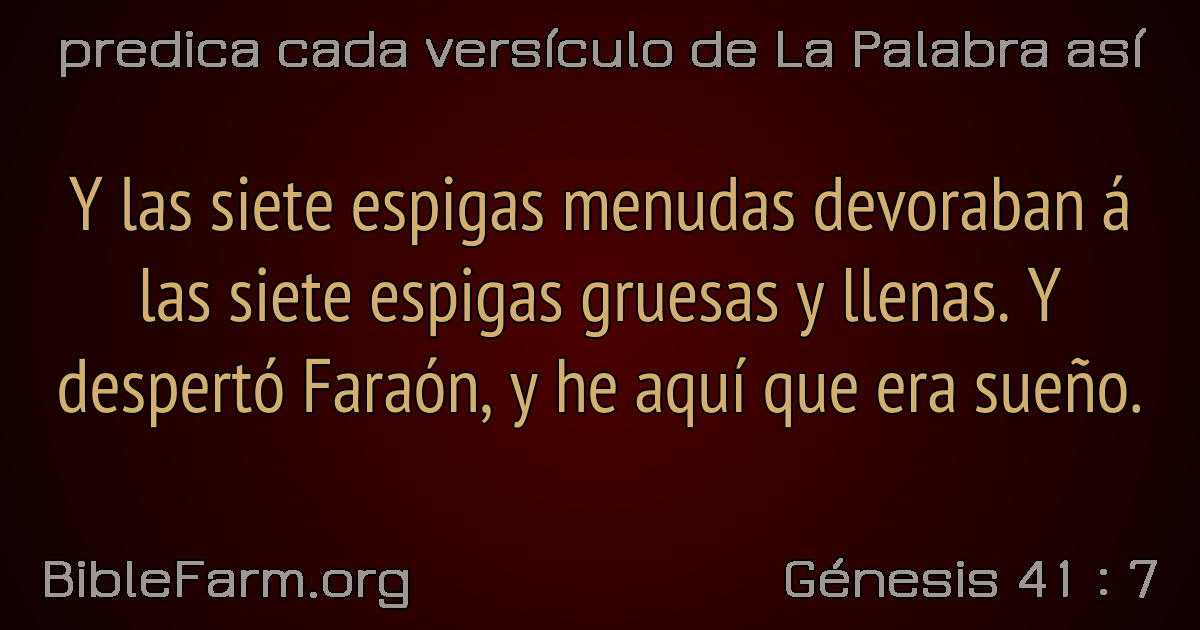 predica cada versículo de La Palabra así
Y las siete espigas menudas devoraban á
las siete espigas gruesas y llenas. Y
despertó Faraón, y he aquí que era sueño.
BibleFarm.org
Génesis 41 : 7